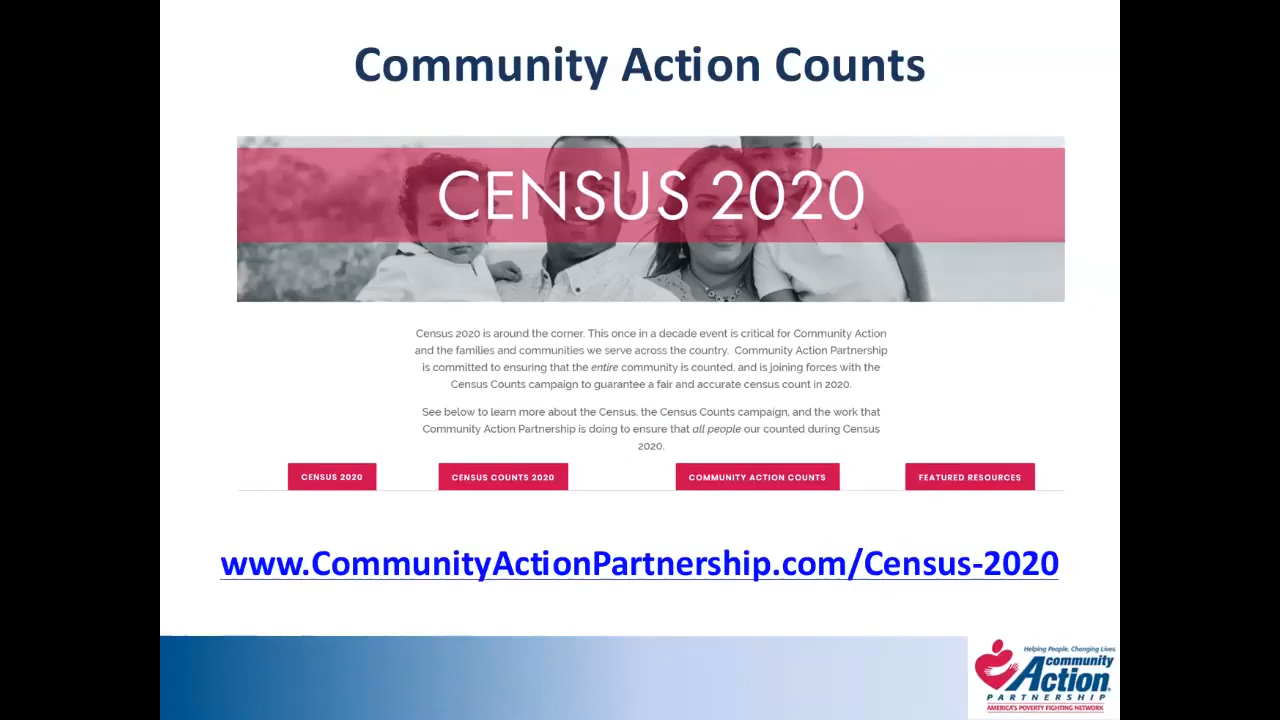 Community Action Counts
CENSUS 2020
Census 2020 is around the corner. This once in a decade event is critical for Community Action
and the families and communities we serve across the country. Community Action Partnership
is committed to ensuring that the entire community is counted, and is joining forces with the
Census Counts campaign to guarantee a fair and accurate census count in 2020.
See below to learn more about the Census, the Census Counts campaign, and the work that
Community Action Partnership is doing to ensure that all people our counted during Census
2020.
CENSUS 2020
CENSUS COUNTS 2020
COMMUNITY ACTION COUNTS
FEATURED RESOURCES
www.CommunityActionPartnership.com/Census-2020
Helping People. Changing Lives.
community
Action®
PARTNERSHIP
AMERICA'S POVERTY FIGHTING NETWORK